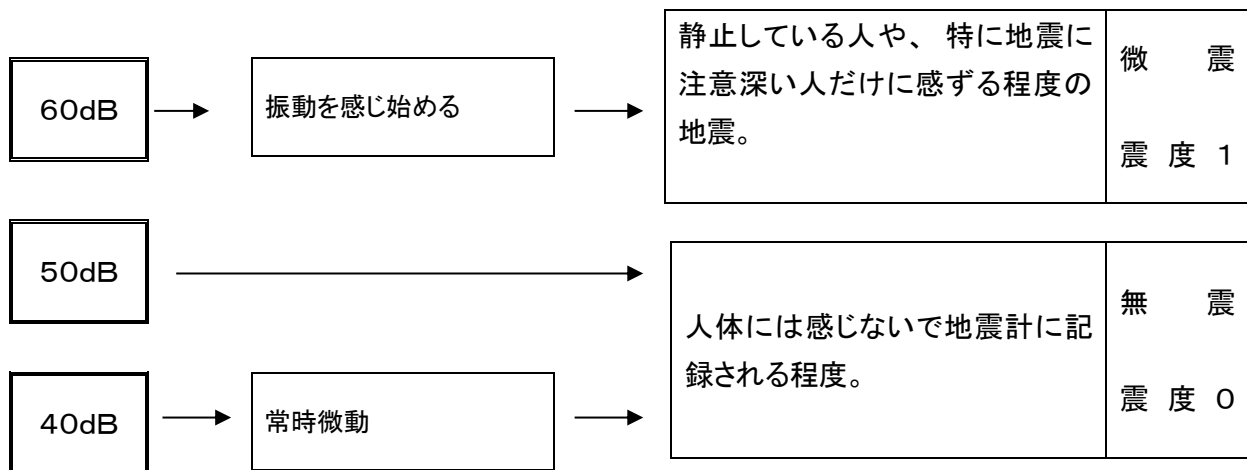 60dB
振動を感じ始める
静止している人や、 特に地震に
注意深い人だけに感ずる程度の
地震。
微　震
震 度 1
50dB
人体には感じないで地震計に記
録される程度。
無　震
震 度 0
40dB
常時微動